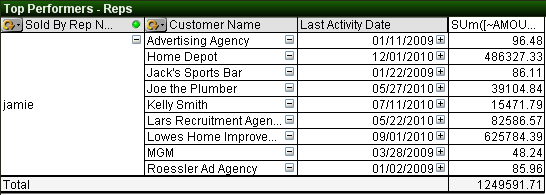 Top Performers - Reps
Sold By Rep N... Customer Name Last Activity Date SUm([~AMOU...
jamie Advertising Agency 01/11/2009 96.48
Home Depot 12/01/2010 486327.33
Jack's Sports Bar 01/22/2009 86.11
Joe the Plumber 05/27/2010 39104.84
Kelly Smith 07/11/2010 15471.79
Lars Recruitment Agen... 05/22/2010 82586.57
Lowes Home Improve... 09/01/2010 625784.39
MGM 03/28/2009 48.24
Roessler Ad Agency 01/02/2009 85.96
Total 1249591.71